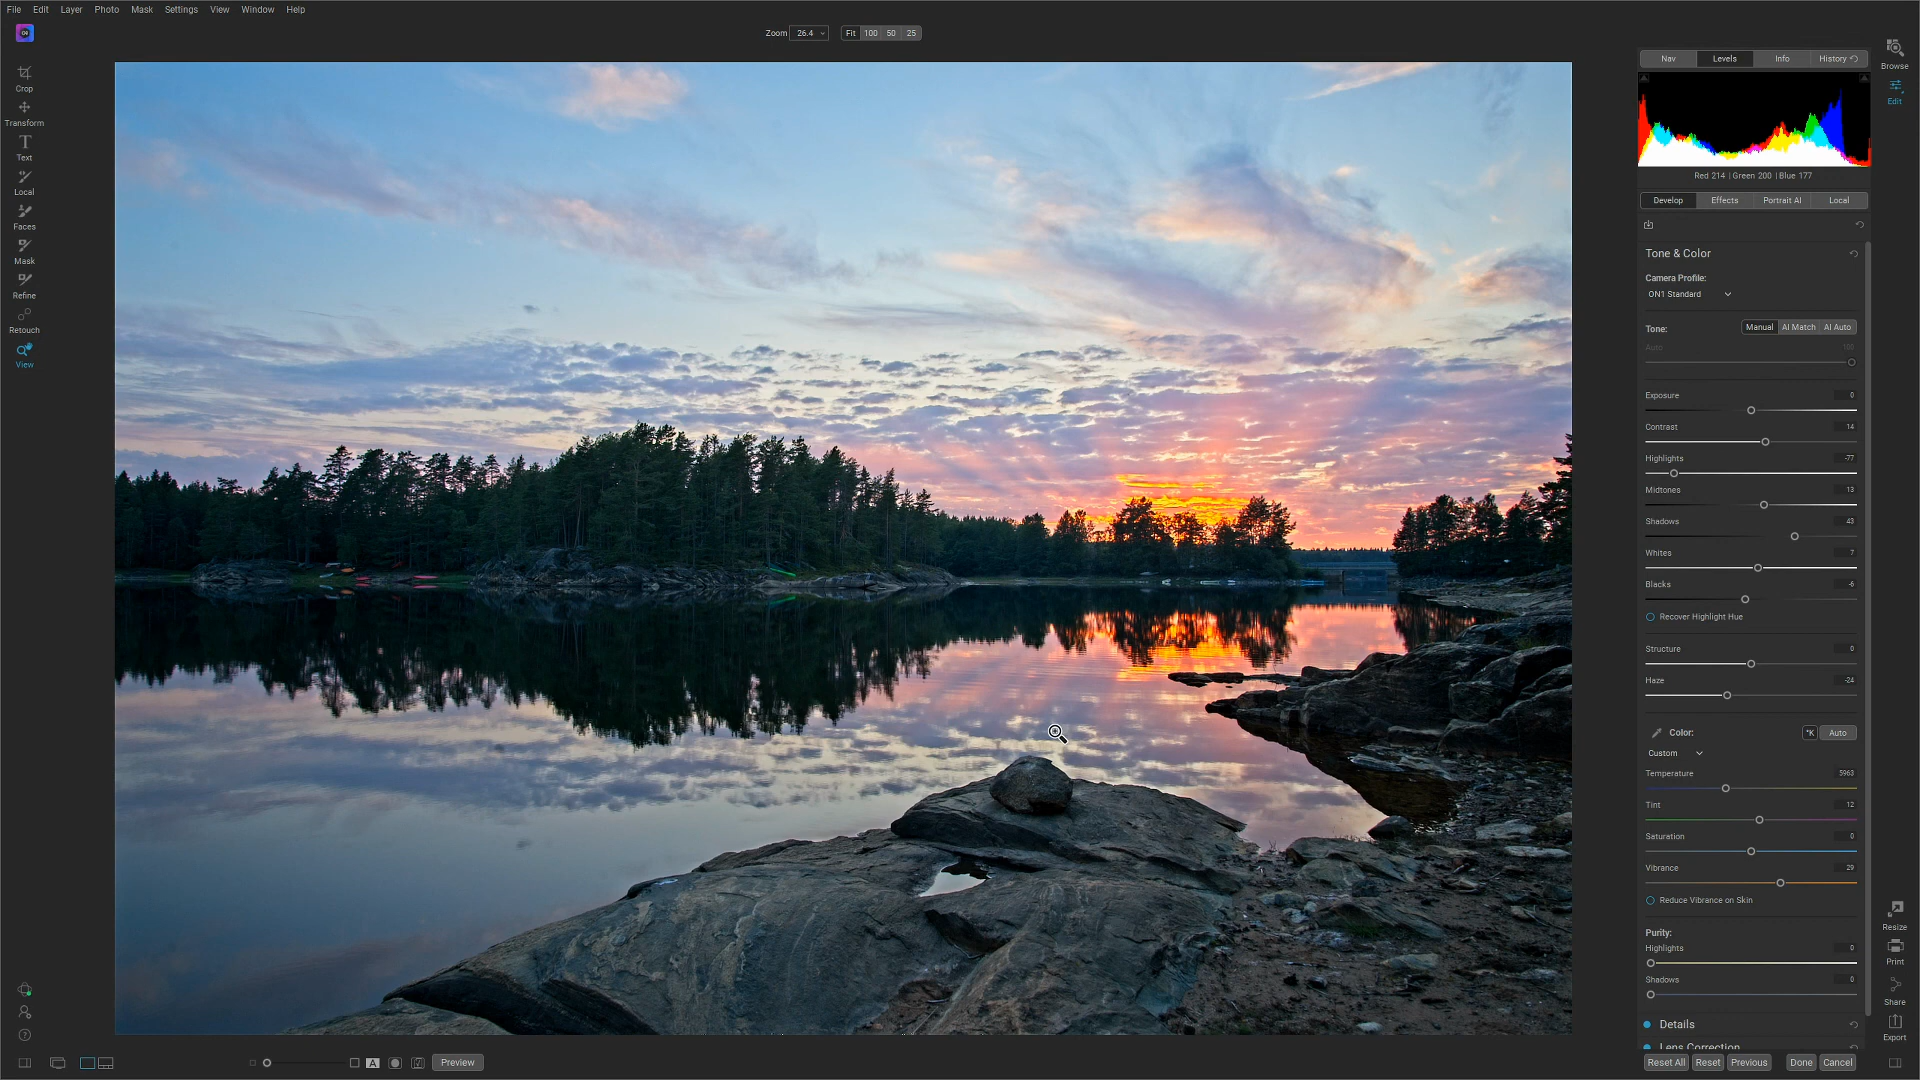 File Edit Layer Photo Mask Settings View Window Help
Zoom 26.4 Fit 100 50 25
Crop
Transform
Text
Local
Faces
Mask
Refine
Retouch
View
Nav Levels Info History
Red 214 | Green 200 | Blue 177
Develop Effects Portrait AI Local
Tone & Color
Camera Profile:
ON1 Standard
Tone: Manual AI Match AI Auto
Auto 100
Exposure 0
Contrast 14
Highlights -77
Midtones 13
Shadows 43
Whites 7
Blacks -6
Recover Highlight Hue
Structure 0
Haze -24
Color: °K Auto
Custom
Temperature 5963
Tint 12
Saturation 0
Vibrance 29
Reduce Vibrance on Skin
Purity:
Highlights 0
Shadows 0
Details
Lens Correction
Reset All Reset Previous Done Cancel
Browse
Edit
Resize
Print
Share
Export
A Preview